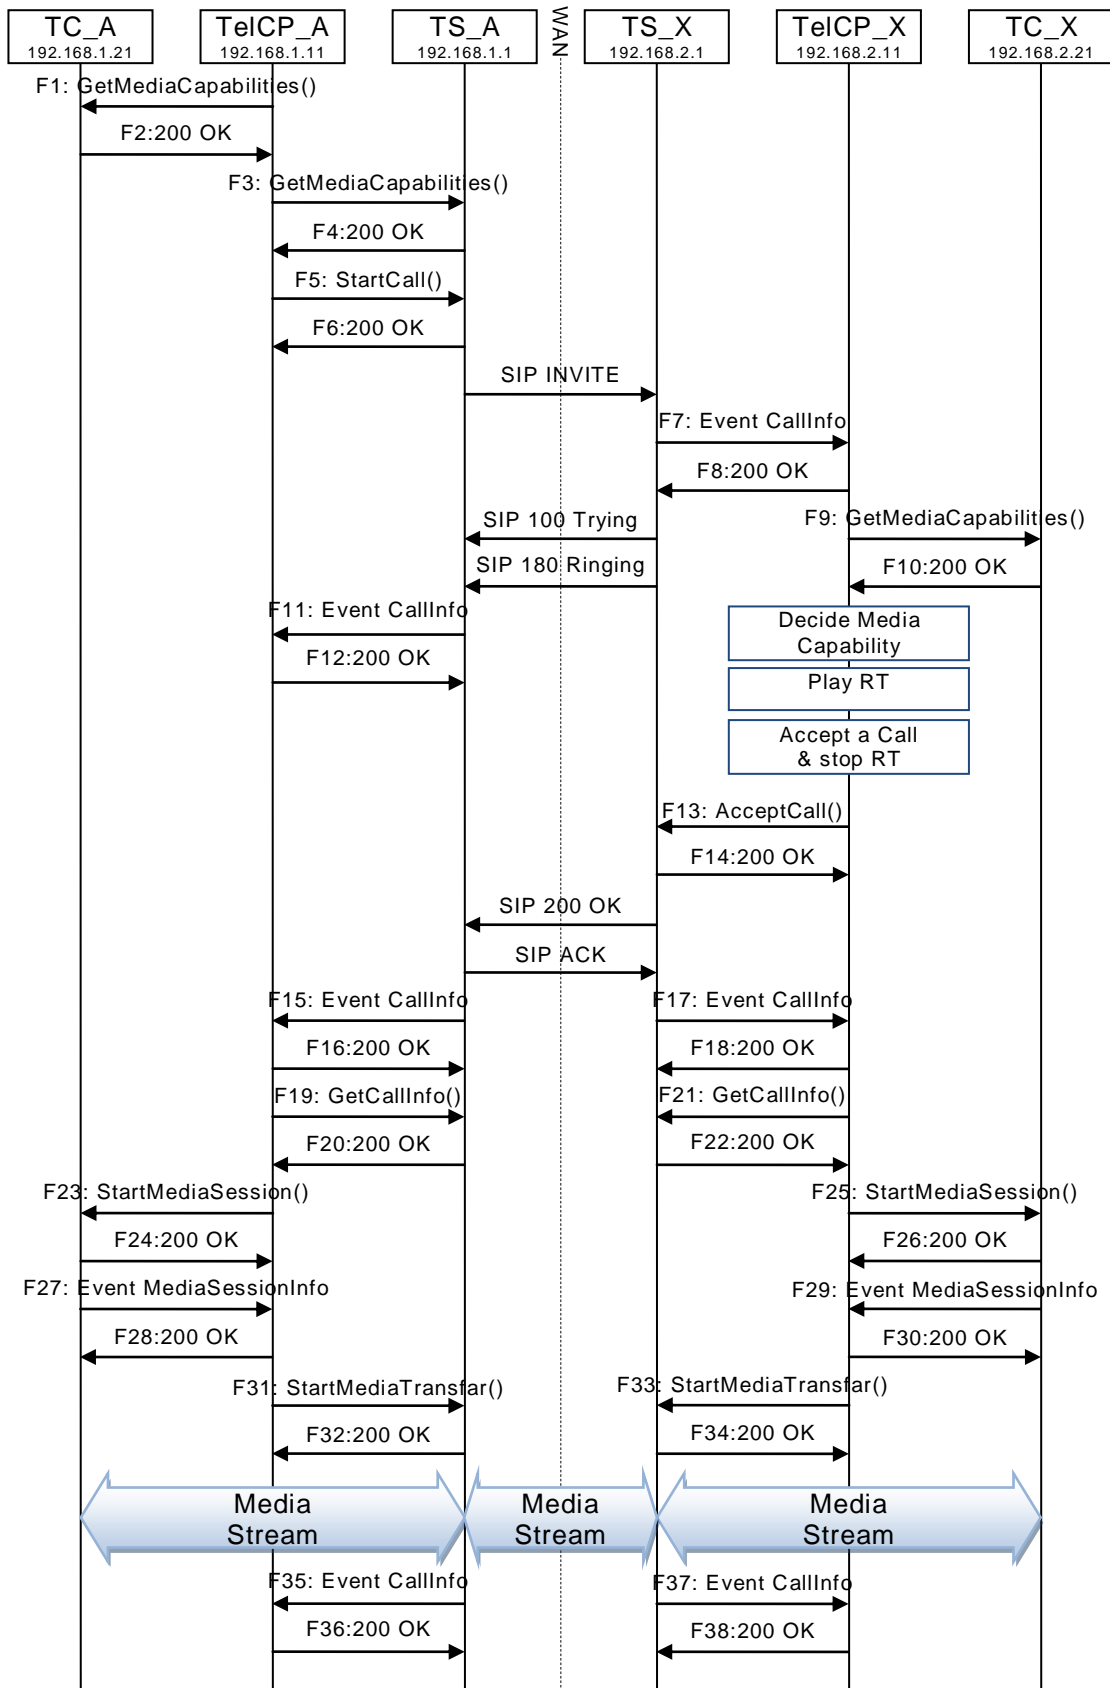 TC_A
192.168.1.21
TelCP_A
192.168.1.11
TS_A
192.168.1.1
WAN
TS_X
192.168.2.1
TelCP_X
192.168.2.11
TC_X
192.168.2.21
F1: GetMediaCapabilities()
F2:200 OK
F3: GetMediaCapabilities()
F4:200 OK
F5: StartCall()
F6:200 OK
SIP INVITE
F7: Event CallInfo
F8:200 OK
SIP 100 Trying
F9: GetMediaCapabilities()
SIP 180 Ringing
F10:200 OK
F11: Event CallInfo
Decide Media
Capability
F12:200 OK
Play RT
Accept a Call
& stop RT
F13: AcceptCall()
F14:200 OK
SIP 200 OK
SIP ACK
F15: Event CallInfo
F17: Event CallInfo
F16:200 OK
F18:200 OK
F19: GetCallInfo()
F21: GetCallInfo()
F20:200 OK
F22:200 OK
F23: StartMediaSession()
F25: StartMediaSession()
F24:200 OK
F26:200 OK
F27: Event MediaSessionInfo
F29: Event MediaSessionInfo
F28:200 OK
F30:200 OK
F31: StartMediaTransfar()
F33: StartMediaTransfar()
F32:200 OK
F34:200 OK
Media
Stream
Media
Stream
Media
Stream
F35: Event CallInfo
F37: Event CallInfo
F36:200 OK
F38:200 OK